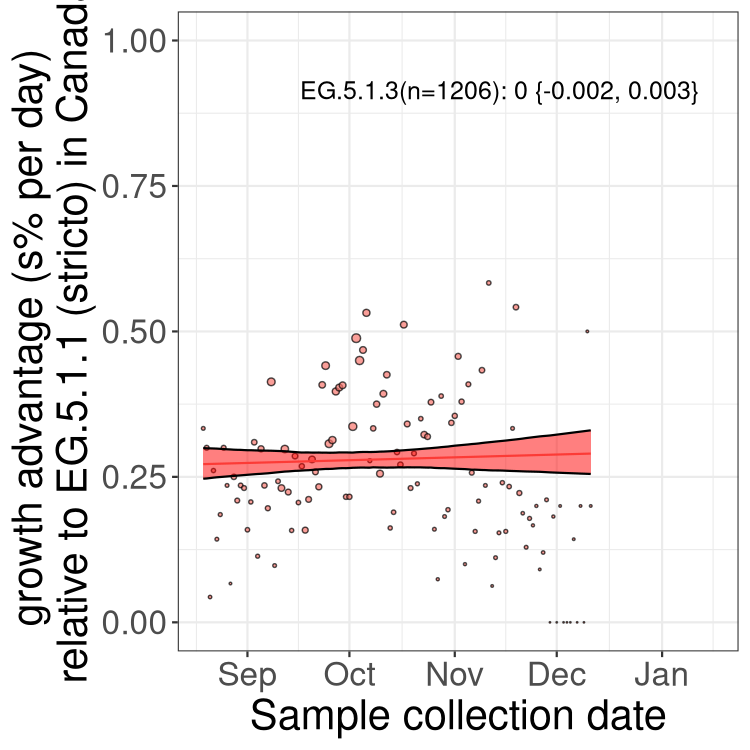 growth advantage (s% per day)
relative to EG.5.1.1 (stricto) in Canada
1.00
0.75
0.50
0.25
0.00
EG.5.1.3(n=1206): 0 {-0.002, 0.003}
Sep Oct Nov Dec Jan
Sample collection date